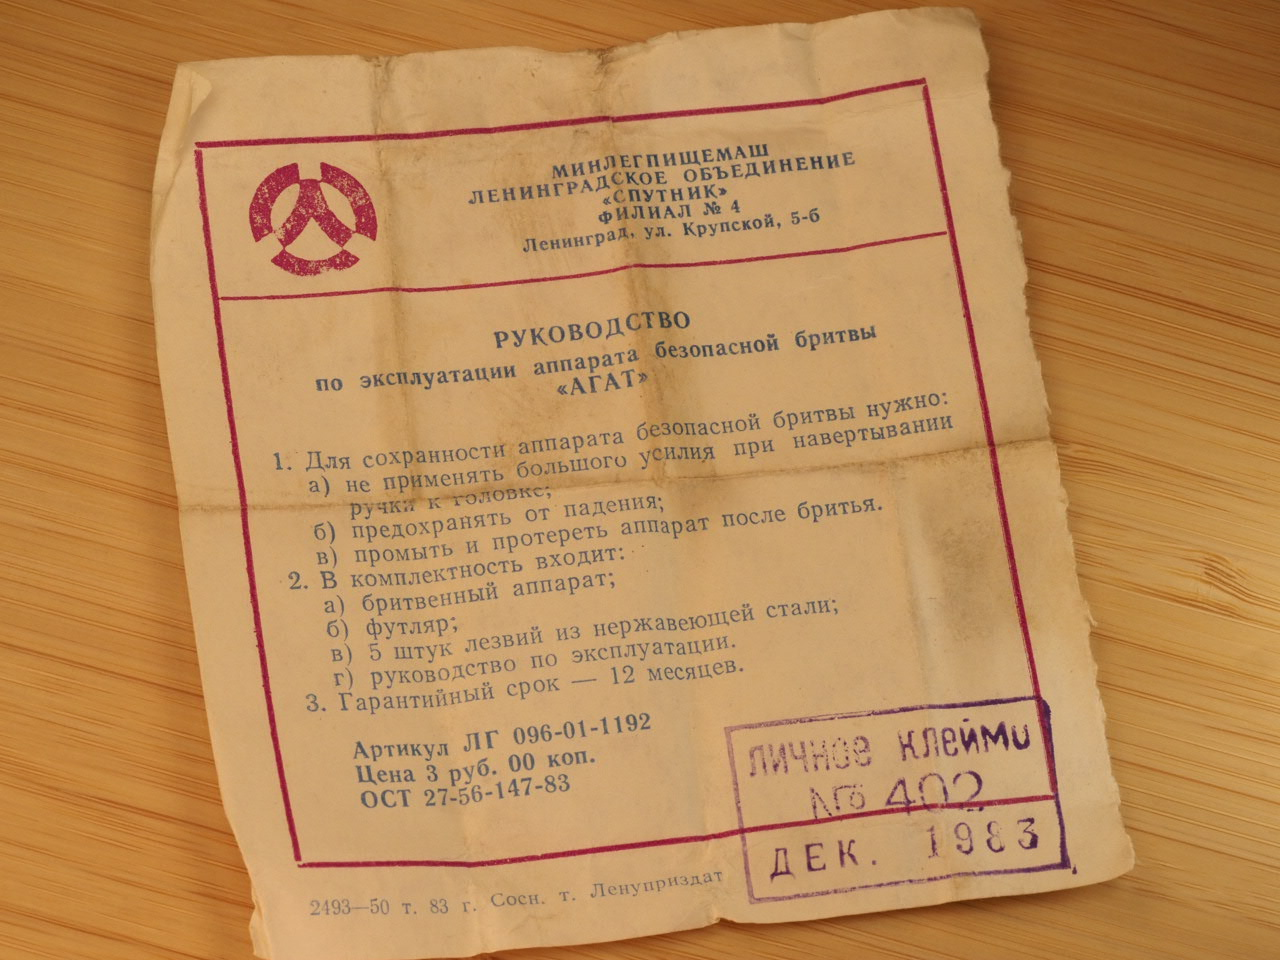 МИНЛЕГПИЩЕМАШ
ЛЕНИНГРАДСКОЕ ОБЪЕДИНЕНИЕ
«СПУТНИК»
ФИЛИАЛ № 4
Ленинград, ул. Крупской, 5-б
РУКОВОДСТВО
по эксплуатации аппарата безопасной бритвы
«АГАТ»
1. Для сохранности аппарата безопасной бритвы нужно:
а) не применять большого усилия при навертывании
ручки к головке;
б) предохранять от падения;
в) промыть и протереть аппарат после бритья.
2. В комплектность входит:
а) бритвенный аппарат;
б) футляр;
в) 5 штук лезвий из нержавеющей стали;
г) руководство по эксплуатации.
3. Гарантийный срок — 12 месяцев.
Артикул ЛГ 096-01-1192
Цена 3 руб. 00 коп.
ОСТ 27-56-147-83
ЛИЧНОЕ КЛЕЙМО
№ 402
ДЕК. 1983
2493—50 т. 83 г. Сосн. т. Ленуприздат